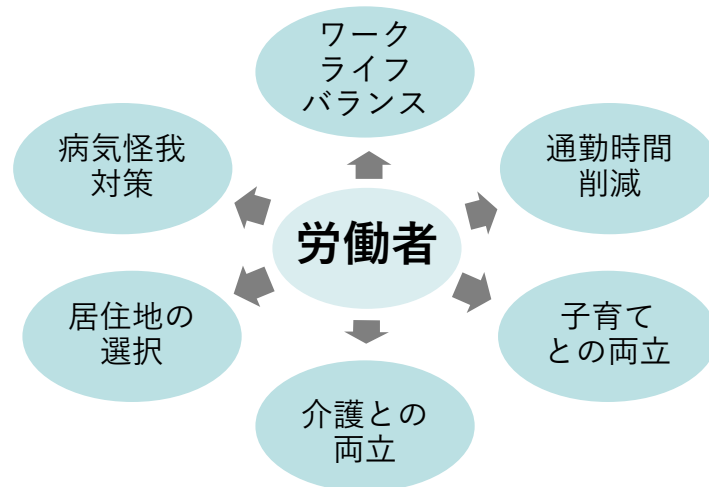 ワーク
ライフ
バランス
病気怪我
対策
通勤時間
削減
労働者
居住地の
選択
子育て
との両立
介護との
両立